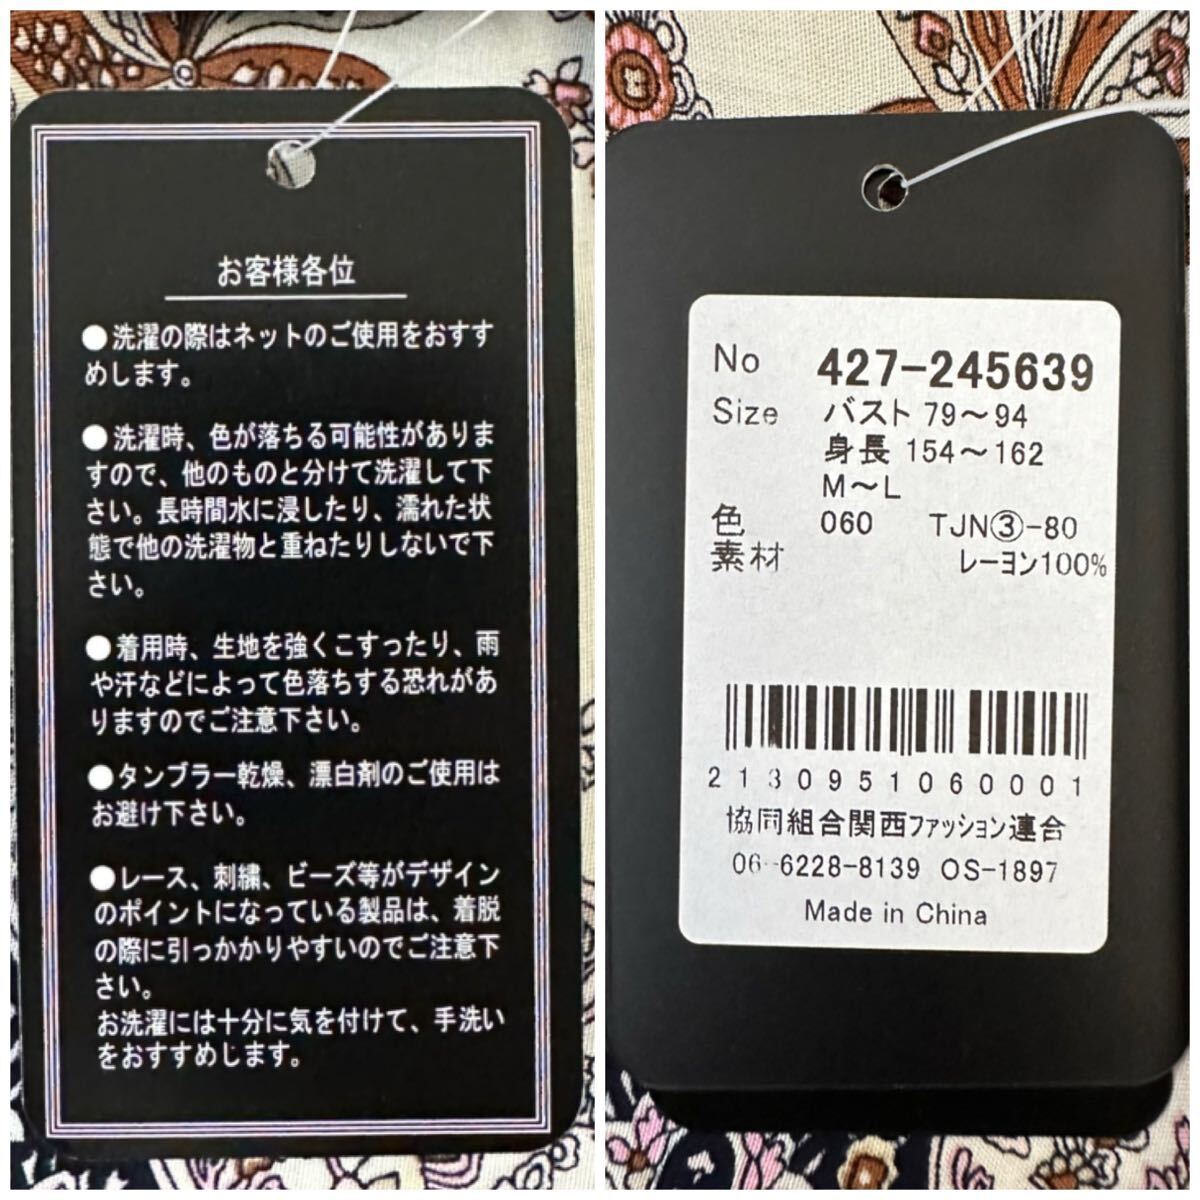 お客様各位
●洗濯の際はネットのご使用をおすす
めします。
●洗濯時、色が落ちる可能性がありま
すので、他のものと分けて洗濯して下
さい。長時間水に浸したり、濡れた状
態で他の洗濯物と重ねたりしないで下
さい。
●着用時、生地を強くこすったり、雨
や汗などによって色落ちする恐れがあ
りますのでご注意下さい。
●タンブラー乾燥、漂白剤のご使用は
お避け下さい。
●レース、刺繍、ビーズ等がデザイン
のポイントになっている製品は、着脱
の際に引っかかりやすいのでご注意下
さい。
お洗濯には十分に気を付けて、手洗い
をおすすめします。
No 427-245639
Size バスト 79～94
身長 154～162
M～L
色 060 TJN③-80
素材 レーヨン100%
2130951060001
協同組合関西ファッション連合
06-6228-8139 OS-1897
Made in China